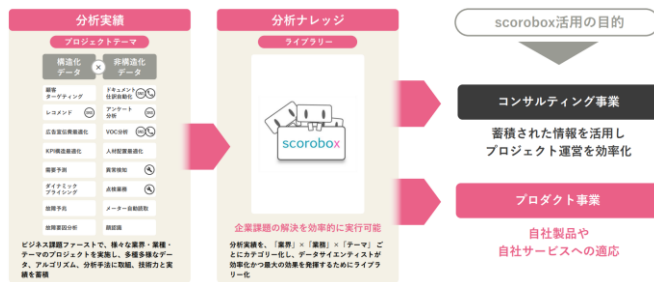 分析実績
プロジェクトテーマ
構造化
データ
×
非構造化
データ
顧客
ターゲティング
ドキュメント
仕訳自動化
レコメンド
アンケート
分析
広告宣伝費最適化
VOC分析
KPI構造最適化
人材配置最適化
需要予測
異常検知
ダイナミック
プライシング
点検業務
故障予兆
メーター自動読取
故障要因分析
顔認識
ビジネス課題ファーストで、様々な業界・業種・
テーマのプロジェクトを実施し、多種多様なデー
タ、アルゴリズム、分析手法に取組、技術力と実
績を蓄積
分析ナレッジ
ライブラリー
scorobox
企業課題の解決を効率的に実行可能
分析実績を、「業界」×「業務」×「テーマ」ご
とにカテゴリー化し、データサイエンティストが
効率化かつ最大の効果を発揮するためにライブラ
リー化
scorobox活用の目的
コンサルティング事業
蓄積された情報を活用し
プロジェクト運営を効率化
プロダクト事業
自社製品や
自社サービスへの適応